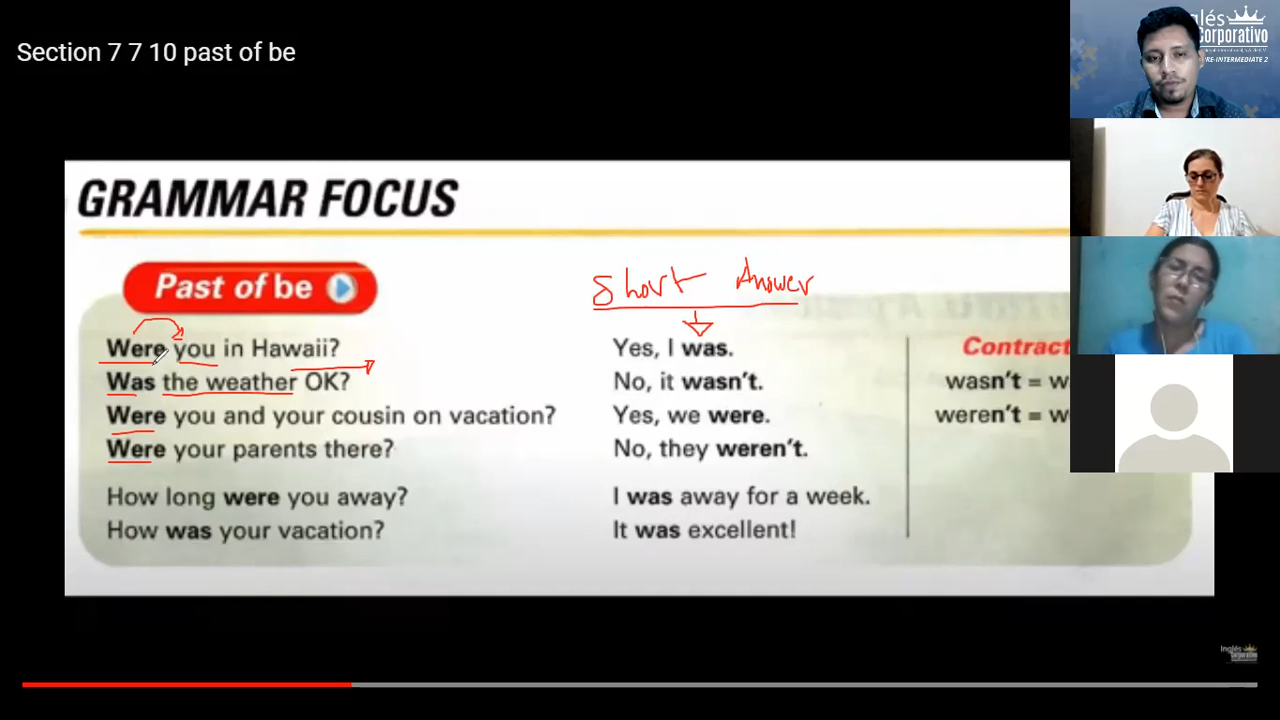 Section 7 7 10 past of be
Inglés
Corporativo
RE-INTERMEDIATE 2
GRAMMAR FOCUS
Past of be
Short Answer
Were you in Hawaii?
Yes, I was.
Contract
Was the weather OK?
No, it wasn't.
wasn't = w
Were you and your cousin on vacation?
Yes, we were.
weren't = w
Were your parents there?
No, they weren't.
How long were you away?
I was away for a week.
How was your vacation?
It was excellent!
Inglés
Corporativo